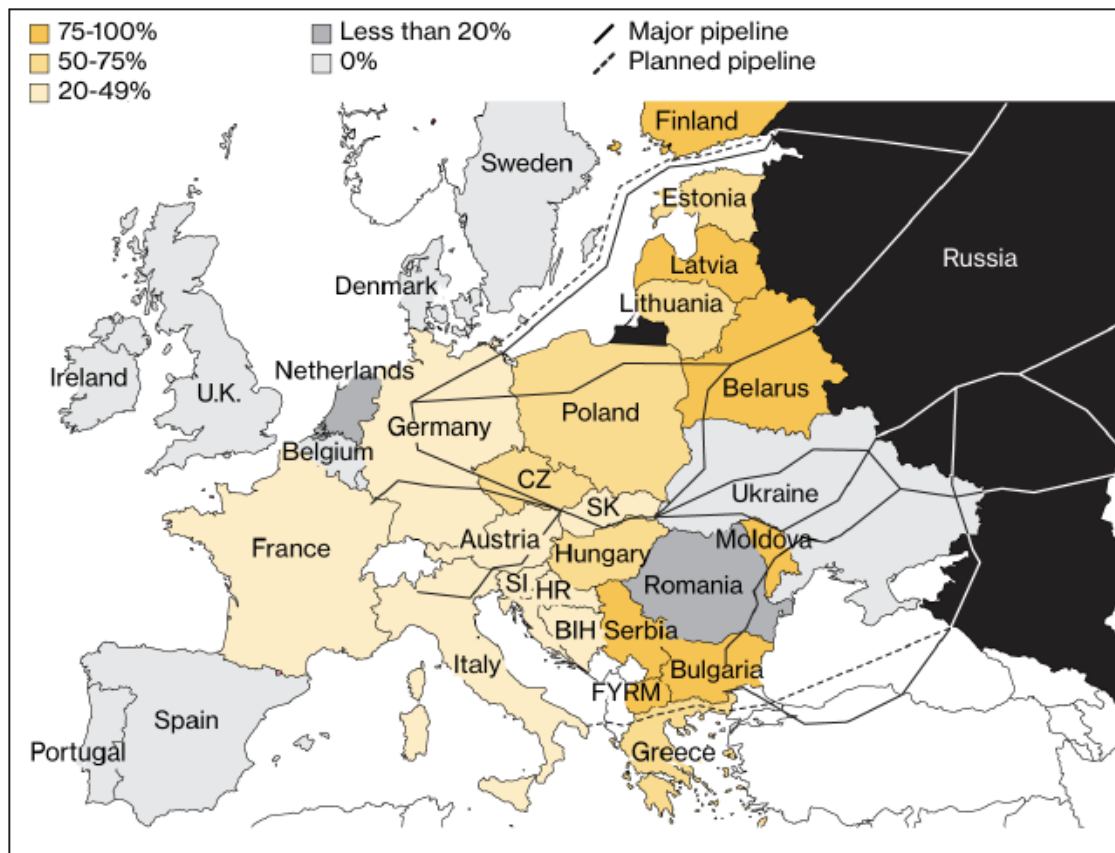 75-100%
50-75%
20-49%
Less than 20%
0%
Major pipeline
Planned pipeline
Finland
Sweden
Estonia
Russia
Latvia
Denmark
Lithuania
Netherlands
Ireland
U.K.
Belarus
Poland
Germany
Belgium
CZ
Ukraine
SK
France
Austria
Moldova
Hungary
Romania
SI
HR
BIH
Serbia
Italy
Bulgaria
FYRM
Spain
Portugal
Greece